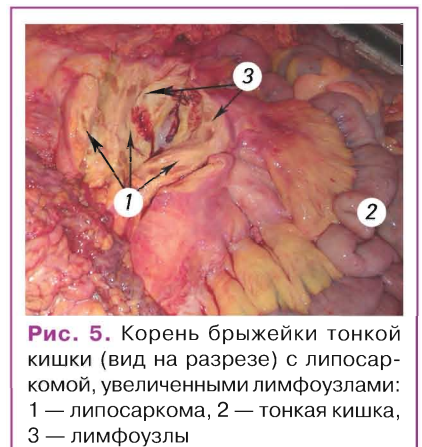 3
1
2
Рис. 5. Корень брыжейки тонкой
кишки (вид на разрезе) с липосар-
комой, увеличенными лимфоузлами:
1 — липосаркома, 2 — тонкая кишка,
3 — лимфоузлы